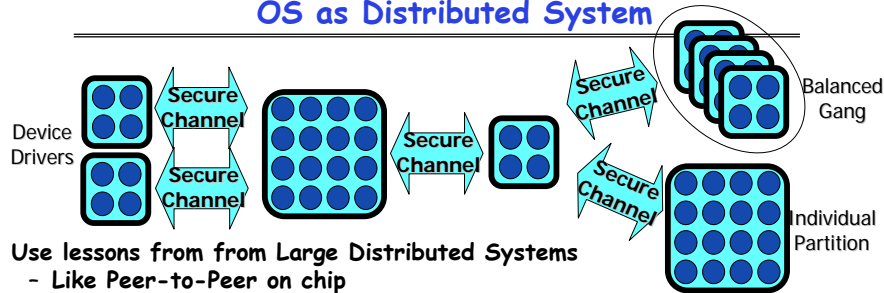 OS as Distributed System
Device
Drivers
Secure
Channel
Secure
Channel
Secure
Channel
Secure
Channel
Secure
Channel
Balanced
Gang
Individual
Partition
Use lessons from from Large Distributed Systems
– Like Peer-to-Peer on chip